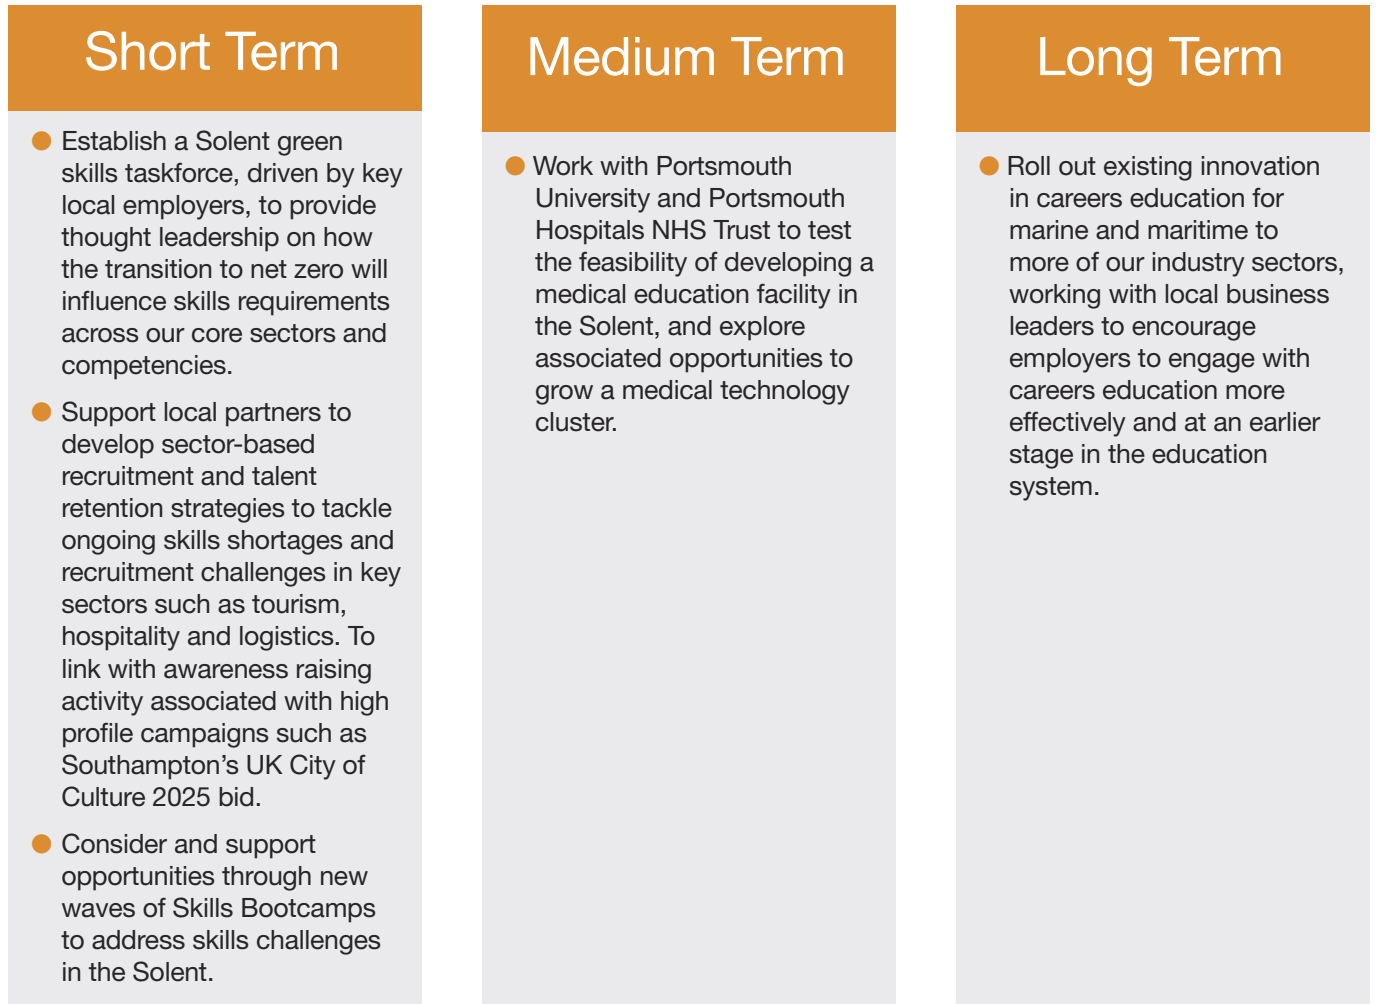 Short Term
Establish a Solent green
skills taskforce, driven by key
local employers, to provide
thought leadership on how
the transition to net zero will
influence skills requirements
across our core sectors and
competencies.
Support local partners to
develop sector-based
recruitment and talent
retention strategies to tackle
ongoing skills shortages and
recruitment challenges in key
sectors such as tourism,
hospitality and logistics. To
link with awareness raising
activity associated with high
profile campaigns such as
Southampton’s UK City of
Culture 2025 bid.
Consider and support
opportunities through new
waves of Skills Bootcamps
to address skills challenges
in the Solent.
Medium Term
Work with Portsmouth
University and Portsmouth
Hospitals NHS Trust to test
the feasibility of developing a
medical education facility in
the Solent, and explore
associated opportunities to
grow a medical technology
cluster.
Long Term
Roll out existing innovation
in careers education for
marine and maritime to
more of our industry sectors,
working with local business
leaders to encourage
employers to engage with
careers education more
effectively and at an earlier
stage in the education
system.